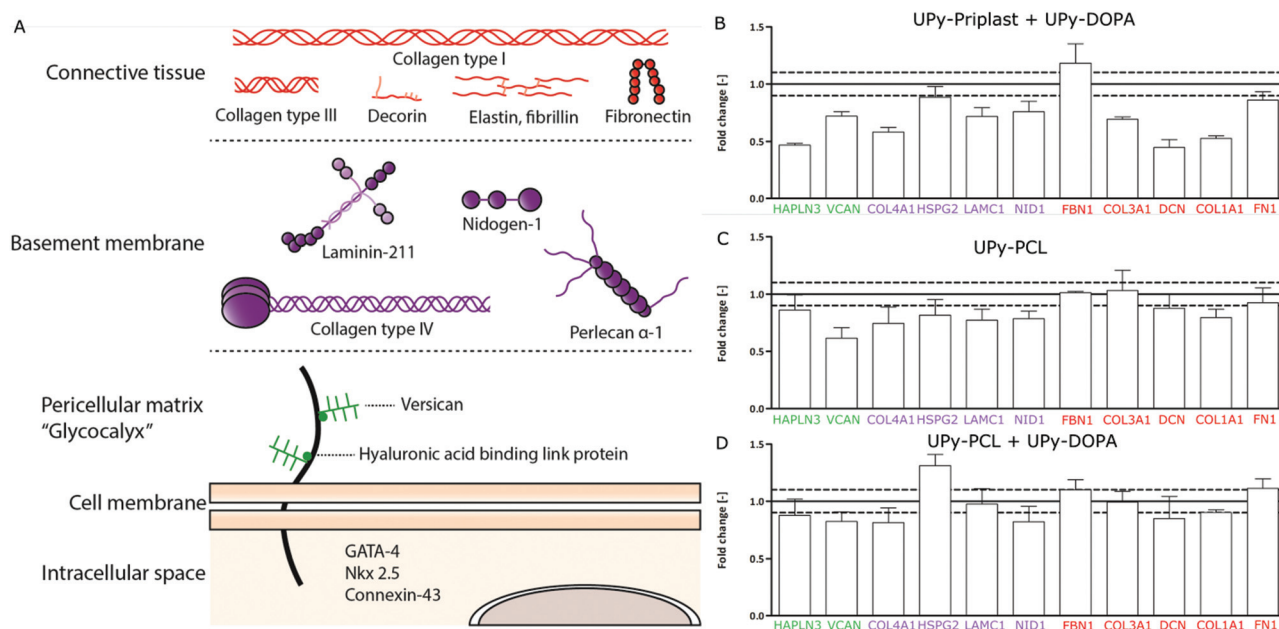 A
Connective tissue
Collagen type I
Collagen type III
Decorin
Elastin, fibrillin
Fibronectin
Basement membrane
Laminin-211
Nidogen-1
Collagen type IV
Perlecan α-1
Pericellular matrix
"Glycocalyx"
Versican
Hyaluronic acid binding link protein
Cell membrane
Intracellular space
GATA-4
Nkx 2.5
Connexin-43
B
UPy-Priplast + UPy-DOPA
Fold change [-]
1.5
1.0
0.5
0.0
HAPLN3 VCAN COL4A1 HSPG2 LAMC1 NID1 FBN1 COL3A1 DCN COL1A1 FN1
C
UPy-PCL
Fold change [-]
1.5
1.0
0.5
0.0
HAPLN3 VCAN COL4A1 HSPG2 LAMC1 NID1 FBN1 COL3A1 DCN COL1A1 FN1
D
UPy-PCL + UPy-DOPA
Fold change [-]
1.5
1.0
0.5
0.0
HAPLN3 VCAN COL4A1 HSPG2 LAMC1 NID1 FBN1 COL3A1 DCN COL1A1 FN1